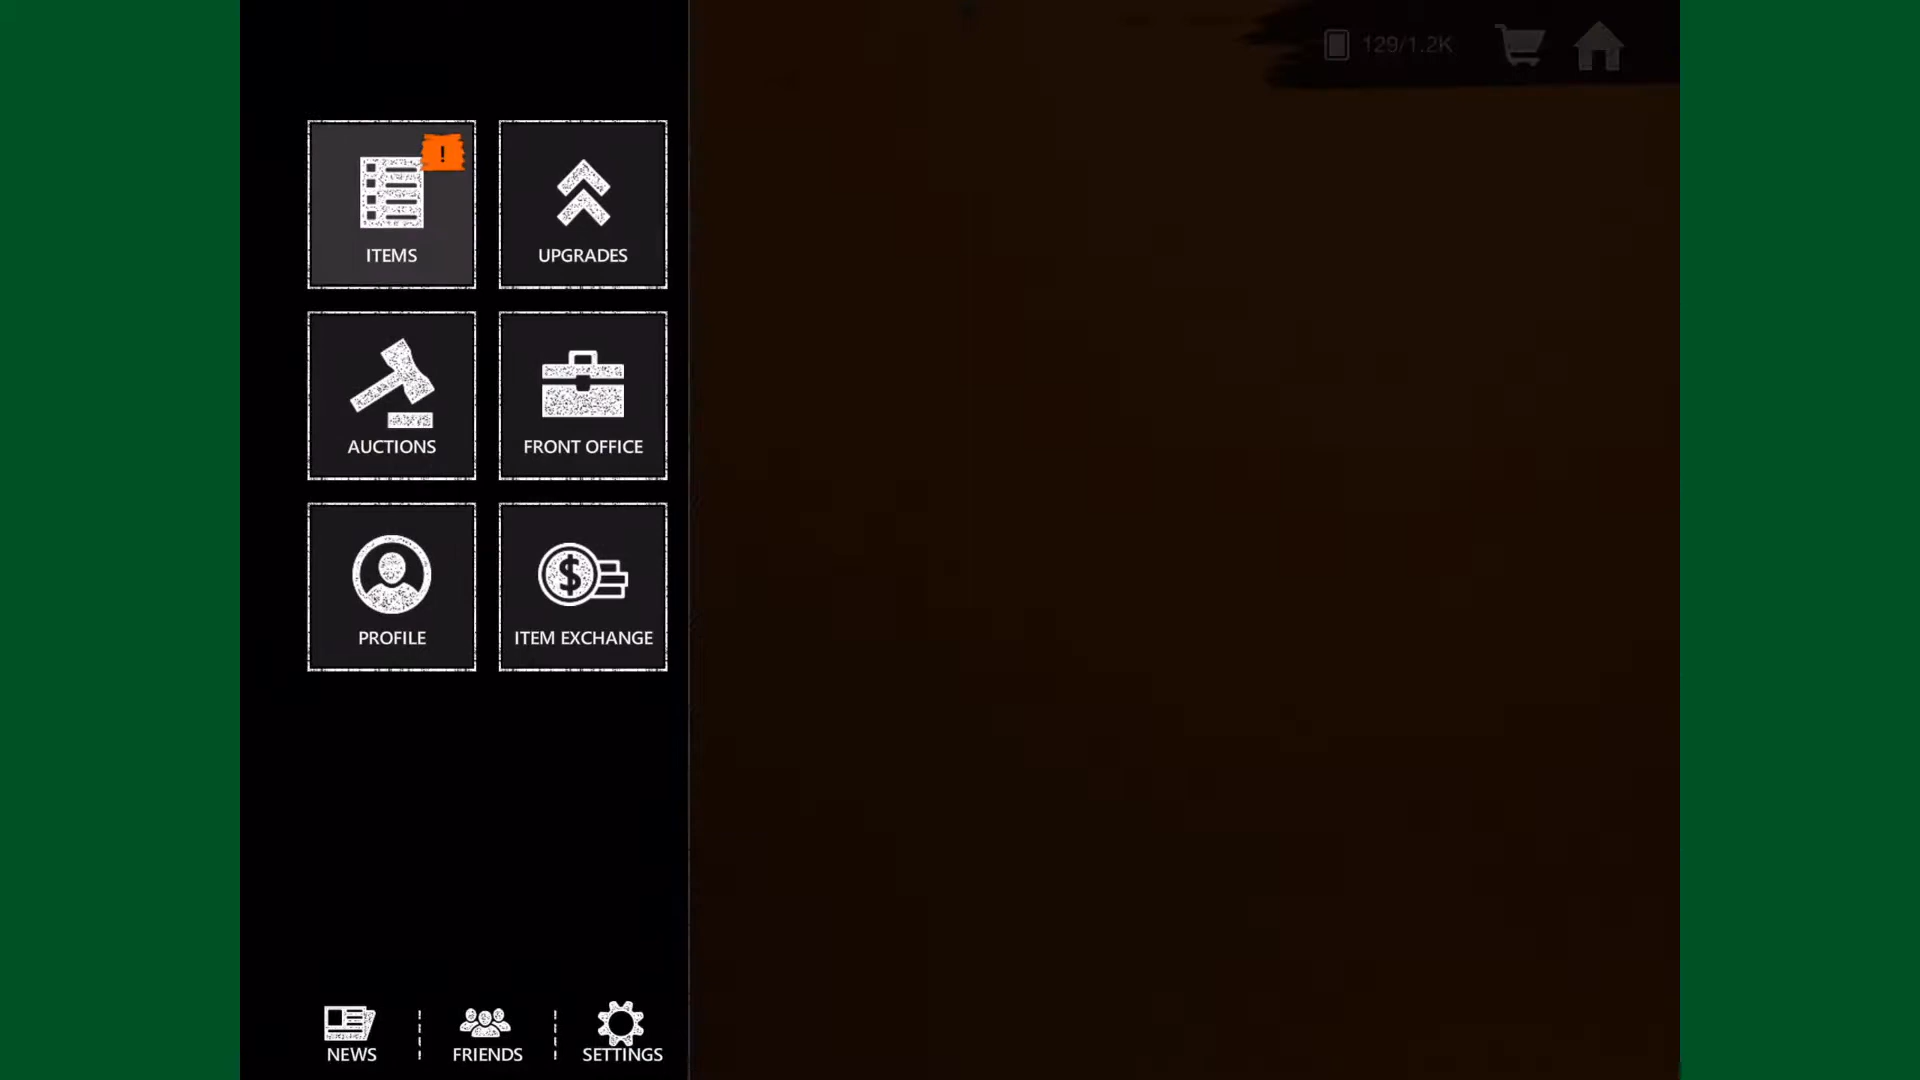 129/1.2K
!
ITEMS
UPGRADES
AUCTIONS
FRONT OFFICE
$
PROFILE
ITEM EXCHANGE
NEWS
FRIENDS
SETTINGS